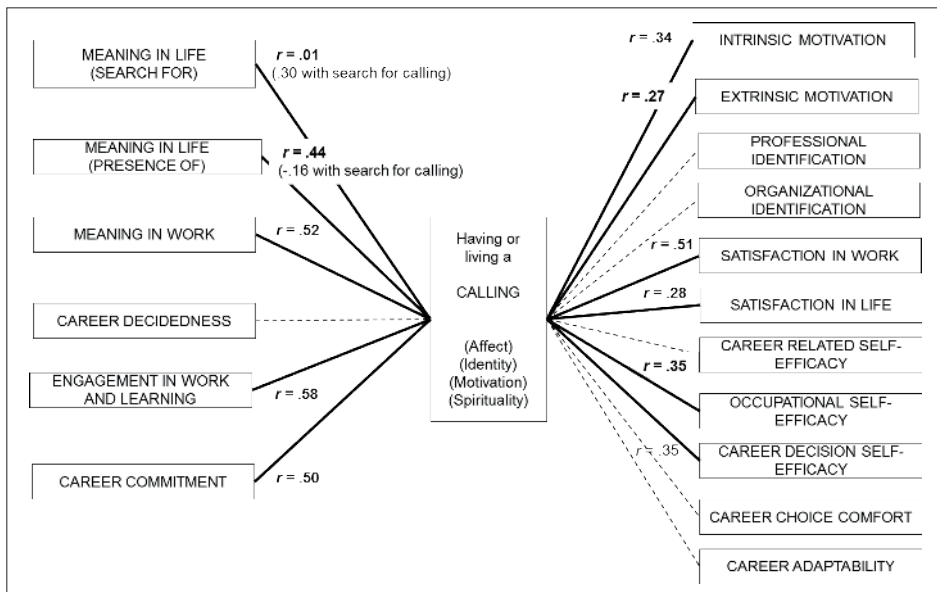 MEANING IN LIFE
(SEARCH FOR)
r = .01
(.30 with search for calling)
MEANING IN LIFE
(PRESENCE OF)
r = .44
(-.16 with search for calling)
MEANING IN WORK
r = .52
CAREER DECIDEDNESS
ENGAGEMENT IN WORK
AND LEARNING
r = .58
CAREER COMMITMENT
r = .50
Having or
living a
CALLING
(Affect)
(Identity)
(Motivation)
(Spirituality)
r = .34
INTRINSIC MOTIVATION
r = .27
EXTRINSIC MOTIVATION
PROFESSIONAL
IDENTIFICATION
ORGANIZATIONAL
IDENTIFICATION
r = .51
SATISFACTION IN WORK
r = .28
SATISFACTION IN LIFE
CAREER RELATED SELF-
EFFICACY
r = .35
OCCUPATIONAL SELF-
EFFICACY
r = .35
CAREER DECISION SELF-
EFFICACY
CAREER CHOICE COMFORT
CAREER ADAPTABILITY